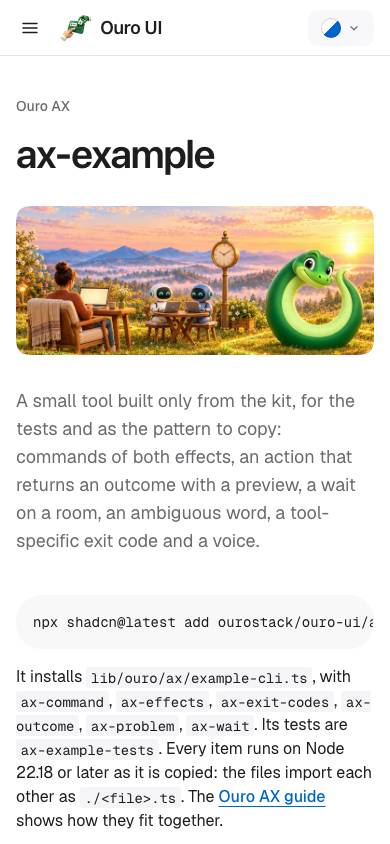 Ouro UI
Ouro AX
ax-example
A small tool built only from the kit, for the
tests and as the pattern to copy:
commands of both effects, an action that
returns an outcome with a preview, a wait
on a room, an ambiguous word, a tool-
specific exit code and a voice.
npx shadcn@latest add ourostack/ouro-ui/a
It installs lib/ouro/ax/example-cli.ts, with
ax-command, ax-effects, ax-exit-codes, ax-
outcome, ax-problem, ax-wait. Its tests are
ax-example-tests. Every item runs on Node
22.18 or later as it is copied: the files import each
other as ./<file>.ts. The Ouro AX guide
shows how they fit together.